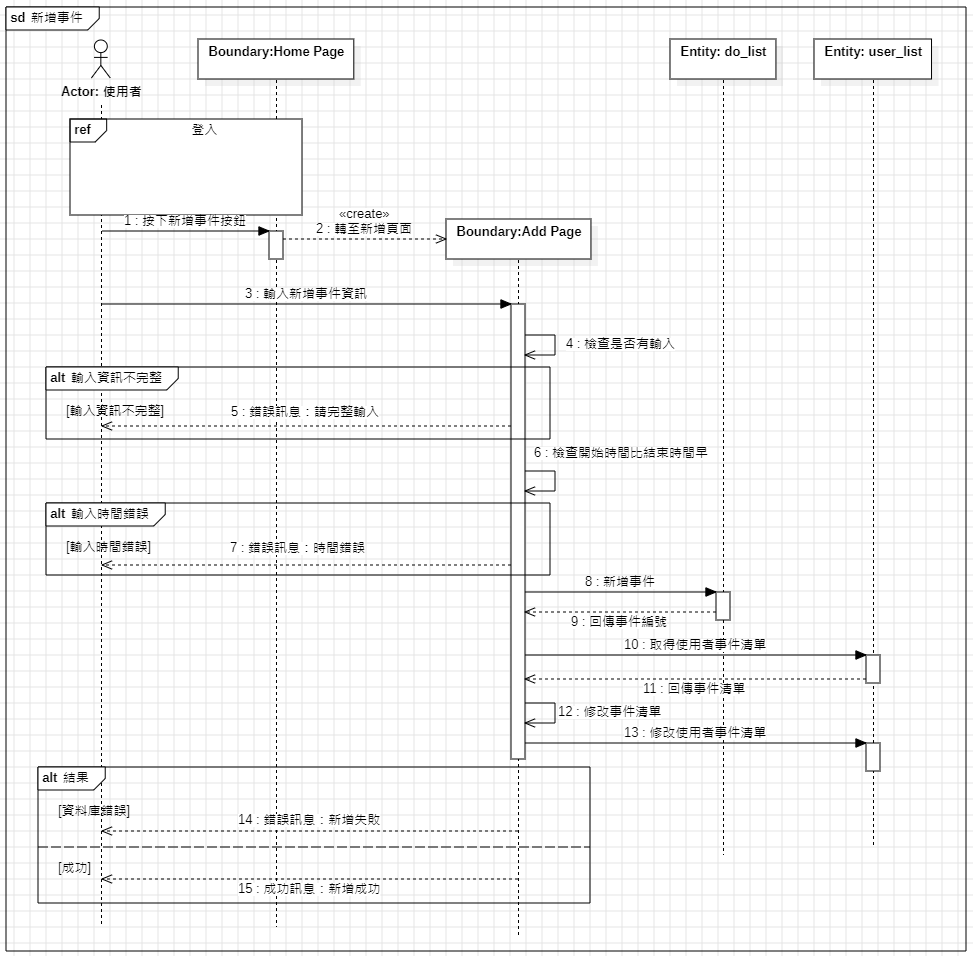 sd 新增事件
Boundary:Home Page
Entity: do_list
Entity: user_list
Actor: 使用者
ref 登入
1 : 按下新增事件按鈕
«create»
2 : 轉至新增頁面
Boundary:Add Page
3 : 輸入新增事件資訊
4 : 檢查是否有輸入
alt 輸入資訊不完整
[輸入資訊不完整]
5 : 錯誤訊息：請完整輸入
6 : 檢查開始時間比結束時間早
alt 輸入時間錯誤
[輸入時間錯誤]
7 : 錯誤訊息：時間錯誤
8 : 新增事件
9 : 回傳事件編號
10 : 取得使用者事件清單
11 : 回傳事件清單
12 : 修改事件清單
13 : 修改使用者事件清單
alt 結果
[資料庫錯誤]
14 : 錯誤訊息：新增失敗
[成功]
15 : 成功訊息：新增成功